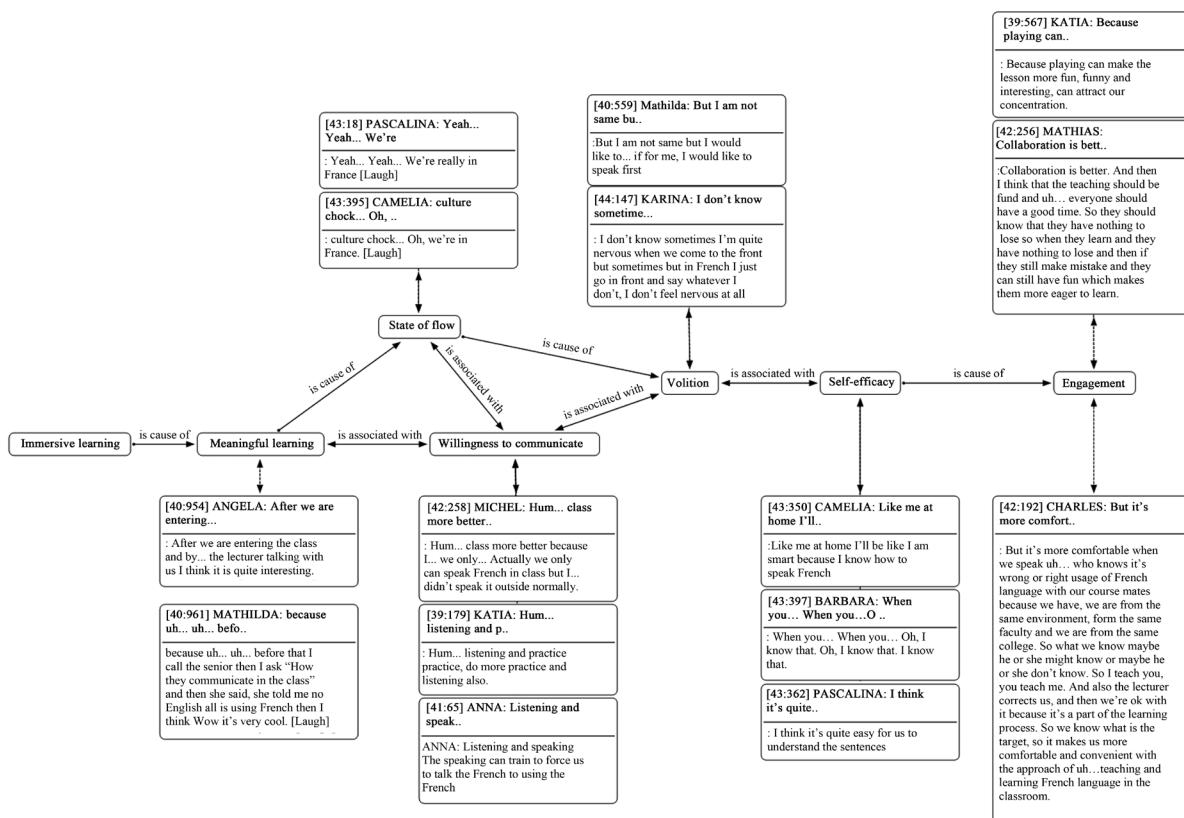 [39:567] KATIA: Because
playing can..
: Because playing can make the
lesson more fun, funny and
interesting, can attract our
concentration.
[42:256] MATHIAS:
Collaboration is bett..
:Collaboration is better. And then
I think that the teaching should be
fund and uh... everyone should
have a good time. So they should
know that they have nothing to
lose so when they learn and they
have nothing to lose and then if
they still make mistake and they
can still have fun which makes
them more eager to learn.
[40:559] Mathilda: But I am not
same bu..
:But I am not same but I would
like to... if for me, I would like to
speak first
[44:147] KARINA: I don't know
sometime...
: I don't know sometimes I'm quite
nervous when we come to the front
but sometimes but in French I just
go in front and say whatever I
don't, I don't feel nervous at all
[43:18] PASCALINA: Yeah...
Yeah... We're
: Yeah... Yeah... We're really in
France [Laugh]
[43:395] CAMELIA: culture
chock... Oh, ..
: culture chock... Oh, we're in
France. [Laugh]
State of flow
is cause of
is cause of
is associated with
is associated with
Volition
is associated with
Self-efficacy
is cause of
Engagement
Immersive learning
is cause of
Meaningful learning
is associated with
Willingness to communicate
[40:954] ANGELA: After we are
entering...
: After we are entering the class
and by... the lecturer talking with
us I think it is quite interesting.
[40:961] MATHILDA: because
uh... uh... befo..
because uh... uh... before that I
call the senior then I ask “How
they communicate in the class”
and then she said, she told me no
English all is using French then I
think Wow it's very cool. [Laugh]
[42:258] MICHEL: Hum... class
more better..
: Hum... class more better because
I... we only... Actually we only
can speak French in class but I...
didn't speak it outside normally.
[39:179] KATIA: Hum...
listening and p..
: Hum... listening and practice
practice, do more practice and
listening also.
[41:65] ANNA: Listening and
speak..
ANNA: Listening and speaking
The speaking can train to force us
to talk the French to using the
French
[43:350] CAMELIA: Like me at
home I'll..
:Like me at home I'll be like I am
smart because I know how to
speak French
[43:397] BARBARA: When
you… When you…O ..
: When you… When you… Oh, I
know that. Oh, I know that. I know
that.
[43:362] PASCALINA: I think
it's quite..
: I think it's quite easy for us to
understand the sentences
[42:192] CHARLES: But it's
more comfort..
: But it's more comfortable when
we speak uh… who knows it's
wrong or right usage of French
language with our course mates
because we have, we are from the
same environment, form the same
faculty and we are from the same
college. So what we know maybe
he or she might know or maybe he
or she don't know. So I teach you,
you teach me. And also the lecturer
corrects us, and then we're ok with
it because it's a part of the learning
process. So we know what is the
target, so it makes us more
comfortable and convenient with
the approach of uh…teaching and
learning French language in the
classroom.